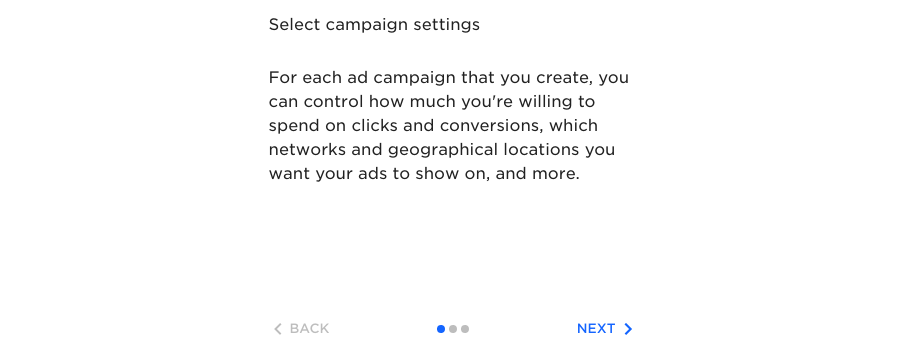 Select campaign settings
For each ad campaign that you create, you
can control how much you're willing to
spend on clicks and conversions, which
networks and geographical locations you
want your ads to show on, and more.
BACK
NEXT